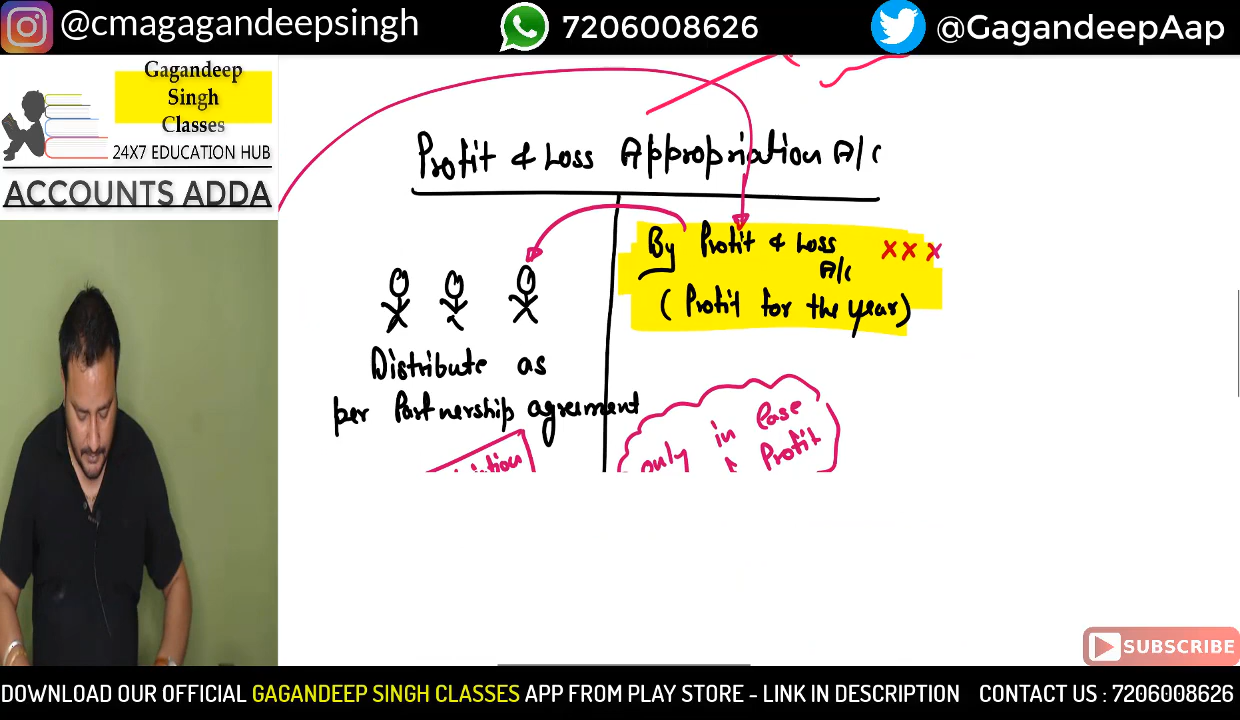 @cmagagandeepsingh
7206008626
@GagandeepAap
Gagandeep
Singh
Classes
24X7 EDUCATION HUB
ACCOUNTS ADDA
Profit & Loss Appropriation A/c
By Profit & Loss A/c xxx
(Profit for the year)
Distribute as
per Partnership agreement
only in case
Profit
SUBSCRIBE
DOWNLOAD OUR OFFICIAL GAGANDEEP SINGH CLASSES APP FROM PLAY STORE - LINK IN DESCRIPTION CONTACT US : 7206008626